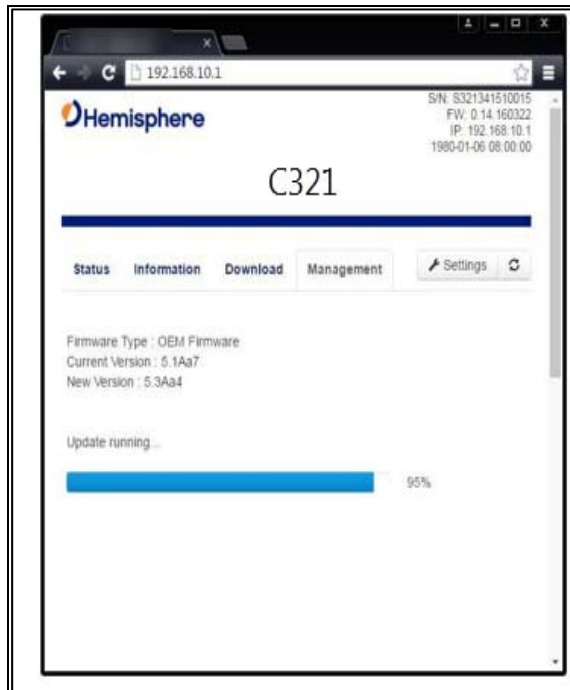 192.168.10.1
Hemisphere
S/N: S321341510015
FW: 0.14.160322
IP: 192.168.10.1
1980-01-06 08:00:00
C321
Status Information Download Management Settings
Firmware Type : OEM Firmware
Current Version : 5.1Aa7
New Version : 5.3Aa4
Update running...
95%